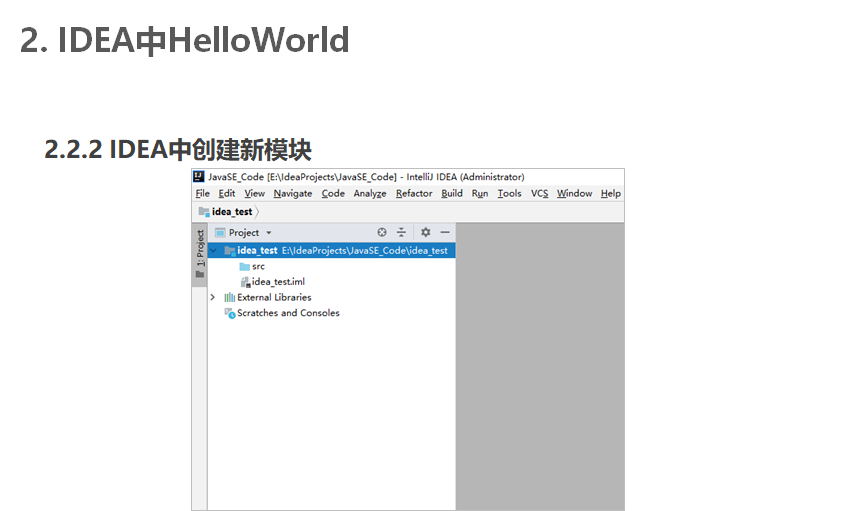 2. IDEA中HelloWorld
2.2.2 IDEA中创建新模块
JavaSE_Code [E:\IdeaProjects\JavaSE_Code] - IntelliJ IDEA (Administrator)
File Edit View Navigate Code Analyze Refactor Build Run Tools VCS Window Help
idea_test
1: Project
Project
idea_test E:\IdeaProjects\JavaSE_Code\idea_test
src
idea_test.iml
External Libraries
Scratches and Consoles